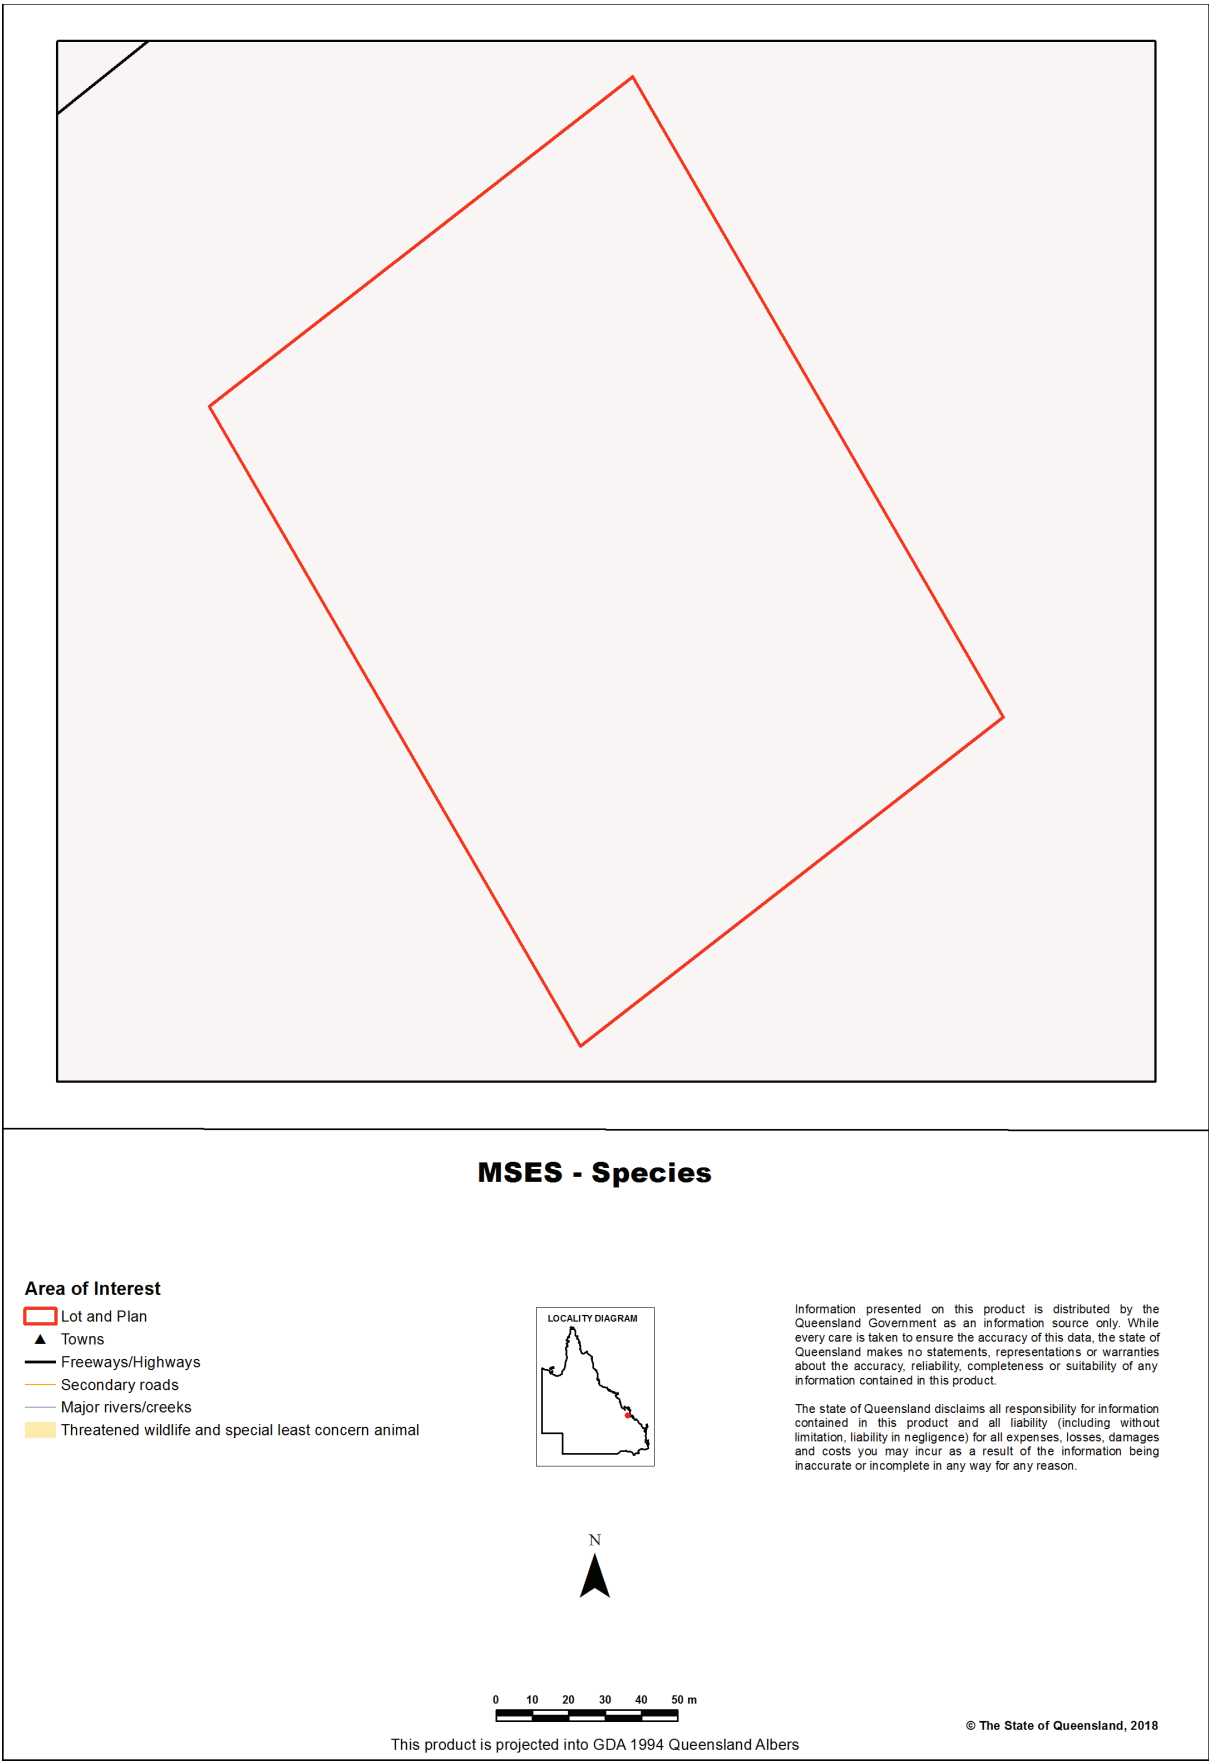 MSES - Species
Area of Interest
Lot and Plan
Towns
Freeways/Highways
Secondary roads
Major rivers/creeks
Threatened wildlife and special least concern animal
LOCALITY DIAGRAM
Information presented on this product is distributed by the
Queensland Government as an information source only. While
every care is taken to ensure the accuracy of this data, the state of
Queensland makes no statements, representations or warranties
about the accuracy, reliability, completeness or suitability of any
information contained in this product.
The state of Queensland disclaims all responsibility for information
contained in this product and all liability (including without
limitation, liability in negligence) for all expenses, losses, damages
and costs you may incur as a result of the information being
inaccurate or incomplete in any way for any reason.
N
0 10 20 30 40 50 m
© The State of Queensland, 2018
This product is projected into GDA 1994 Queensland Albers